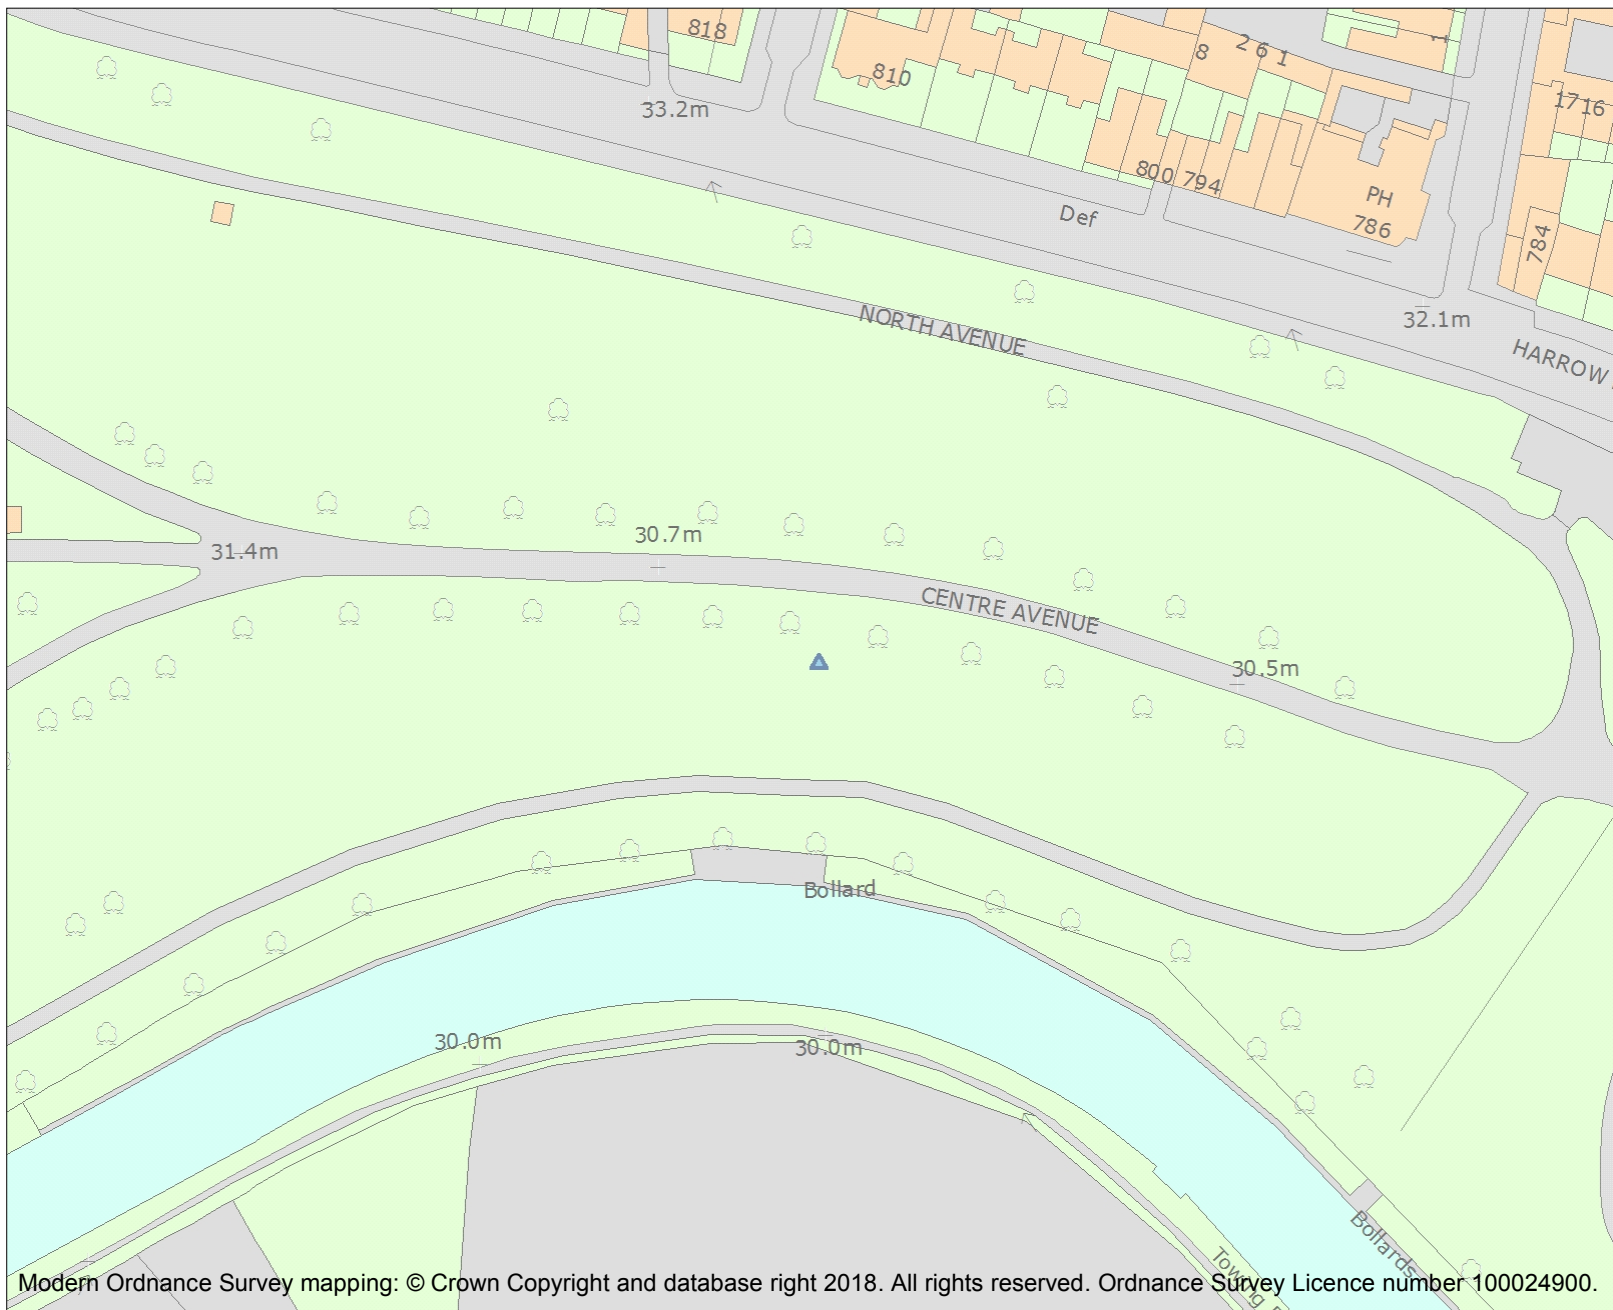 818
810
8
2 6 1
1
1716
33.2m
800 794
PH
786
Def
784
32.1m
NORTH AVENUE
HARROW
31.4m
30.7m
CENTRE AVENUE
30.5m
Bollard
30.0m
30.0m
Bollards
Towing
Modern Ordnance Survey mapping: © Crown Copyright and database right 2018. All rights reserved. Ordnance Survey Licence number 100024900.